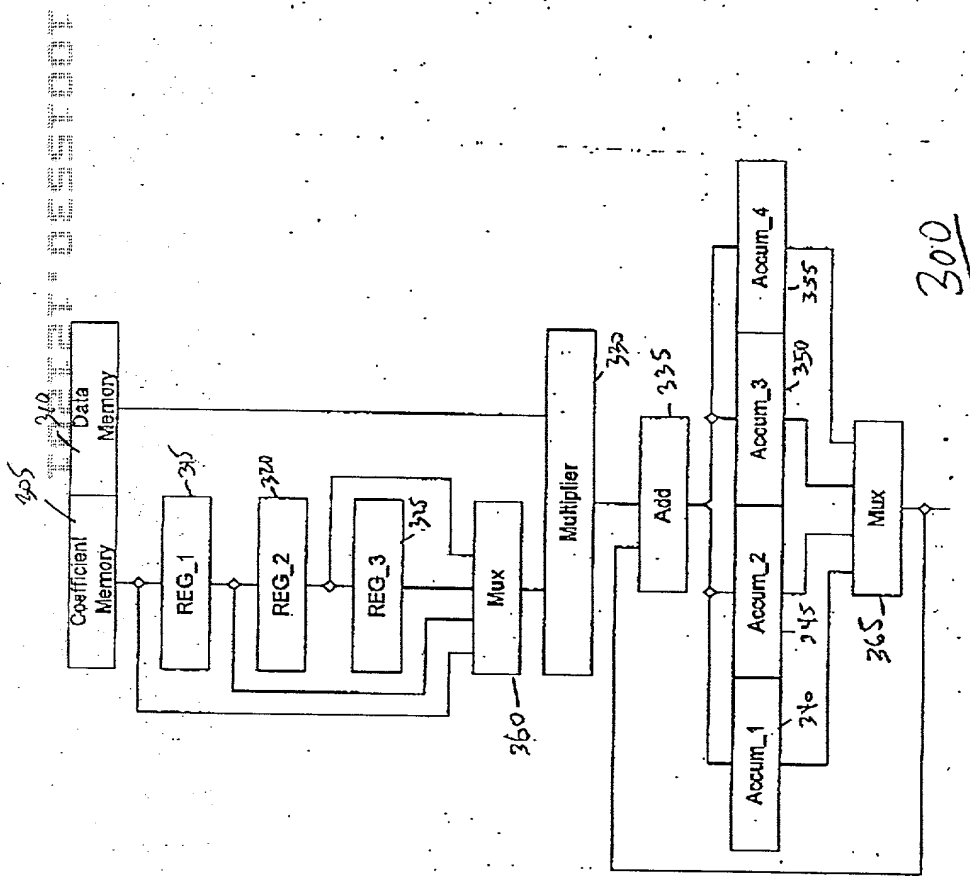 305
310
Coefficient
Memory
Data
Memory
REG_1
315
REG_2
320
REG_3
325
Mux
360
Multiplier
330
Add
335
Accum_1
340
Accum_2
345
Accum_3
350
Accum_4
355
Mux
365
300